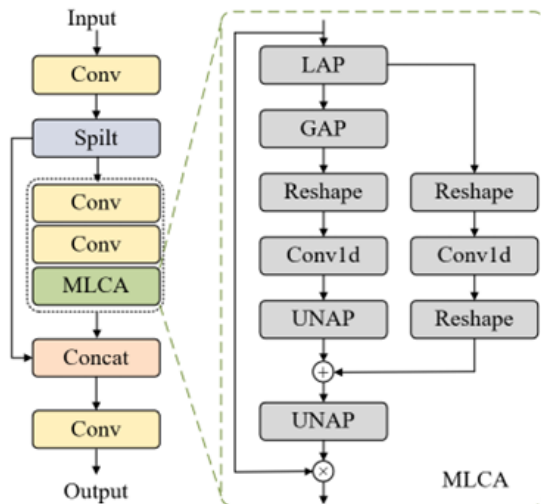 Input
Conv
Spilt
Conv
Conv
MLCA
Concat
Conv
Output
LAP
GAP
Reshape
Reshape
Conv1d
Conv1d
UNAP
Reshape
+
UNAP
×
MLCA